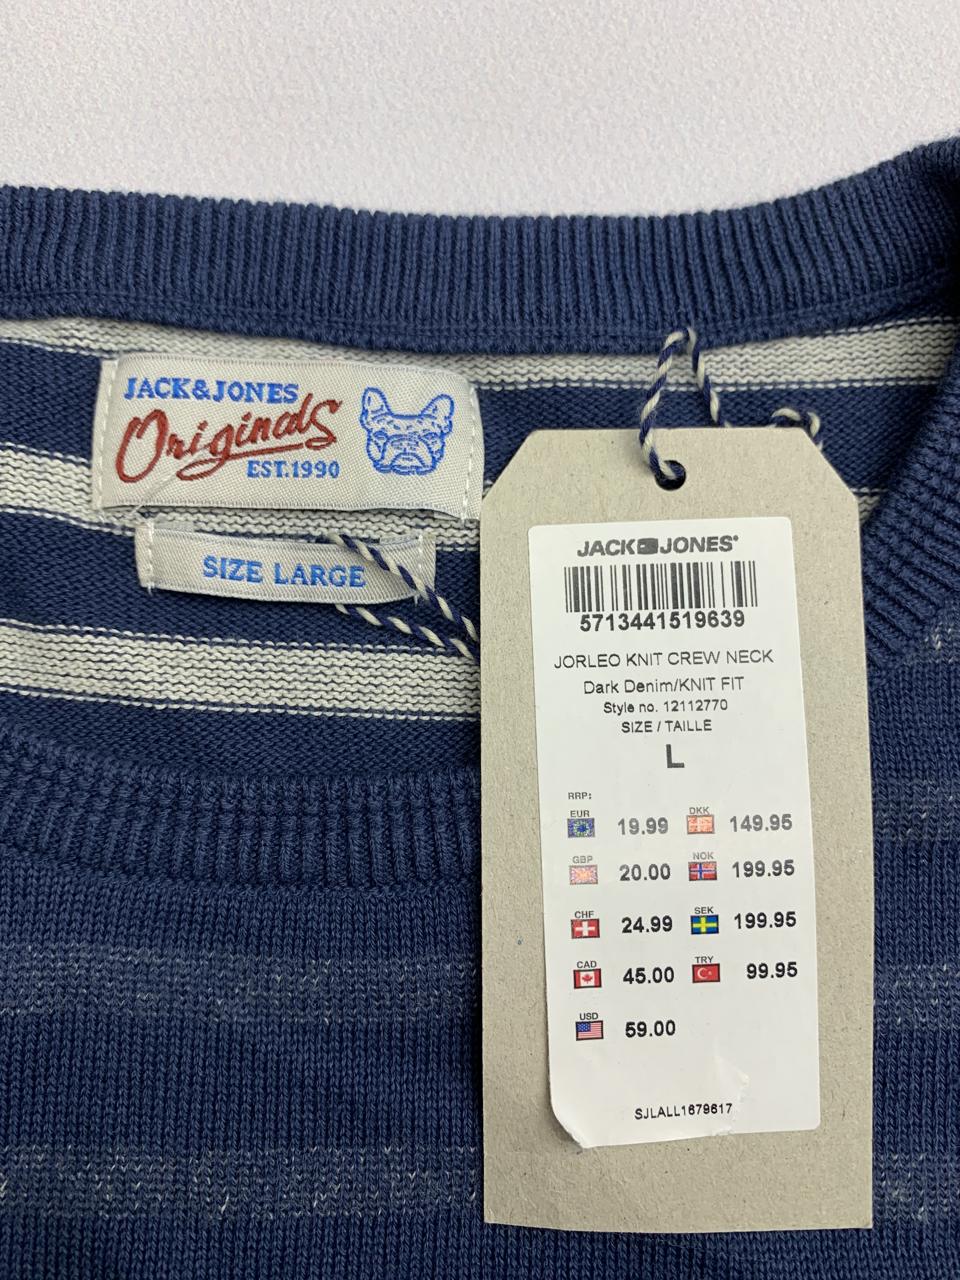 JACK&JONES
Originals
EST.1990
SIZE LARGE
JACK JONES
5713441519639
JORLEO KNIT CREW NECK
Dark Denim/KNIT FIT
Style no. 12112770
SIZE / TAILLE
L
RRP:
EUR 19.99 DKK 149.95
GBP 20.00 NOK 199.95
CHF 24.99 SEK 199.95
CAD 45.00 TRY 99.95
USD 59.00
SJLALL1679617